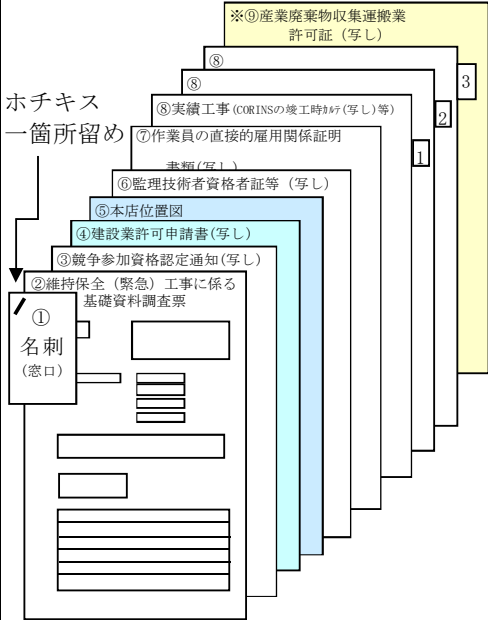 ※⑨産業廃棄物収集運搬業
許可証（写し）
⑧
3
⑧
2
ホチキス
一箇所留め
⑧実績工事(CORINSの竣工時ｶﾙﾃ(写し)等)
1
⑦作業員の直接的雇用関係証明
書類(写し)
⑥監理技術者資格者証等（写し）
⑤本店位置図
④建設業許可申請書(写し)
③競争参加資格認定通知(写し)
②維持保全（緊急）工事に係る
基礎資料調査票
①
名刺
(窓口)